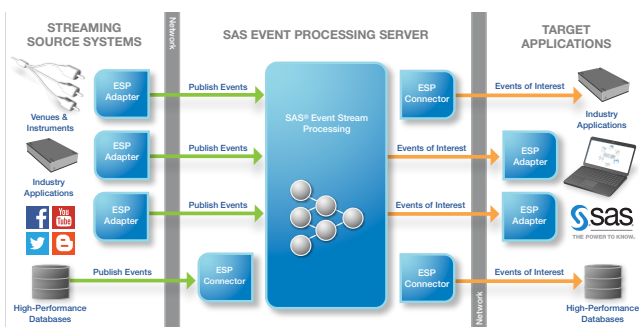 STREAMING
SOURCE SYSTEMS
Network
SAS EVENT PROCESSING SERVER
TARGET
APPLICATIONS
ESP
Adapter
Publish Events
Venues &
Instruments
SAS® Event Stream
Processing
ESP
Connector
Events of Interest
Industry
Applications
ESP
Adapter
Publish Events
Industry
Applications
Events of Interest
ESP
Adapter
f
You
Tube
ESP
Adapter
Publish Events
Events of Interest
ESP
Adapter
sas
THE POWER TO KNOW.
Publish Events
ESP
Connector
High-Performance
Databases
ESP
Connector
Network
Events of Interest
High-Performance
Databases